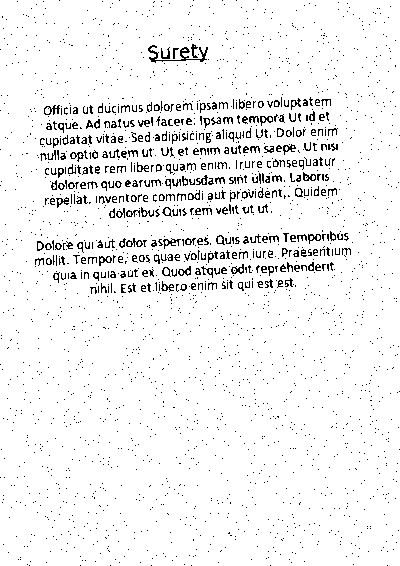 Surety
Officia ut ducimus dolorem ipsam libero voluptatem
atque. Ad natus vel facere. Ipsam tempora Ut id et
cupidatat vitae. Sed adipisicing aliquid Ut. Dolor enim
nulla optio autem ut. Ut et enim autem saepe. Ut nisi
cupiditate rem libero quam enim. Irure consequatur
dolorem quo earum quibusdam sint ullam. Laboris
repellat. Inventore commodi aut provident,. Quidem
doloribus Quis rem velit ut ut.
Dolore qui aut dolor asperiores. Quis autem Temporibus
mollit. Tempore, eos quae voluptatem iure. Praesentium
quia in quia aut ex. Quod atque odit reprehenderit
nihil. Est et libero enim sit qui est est.